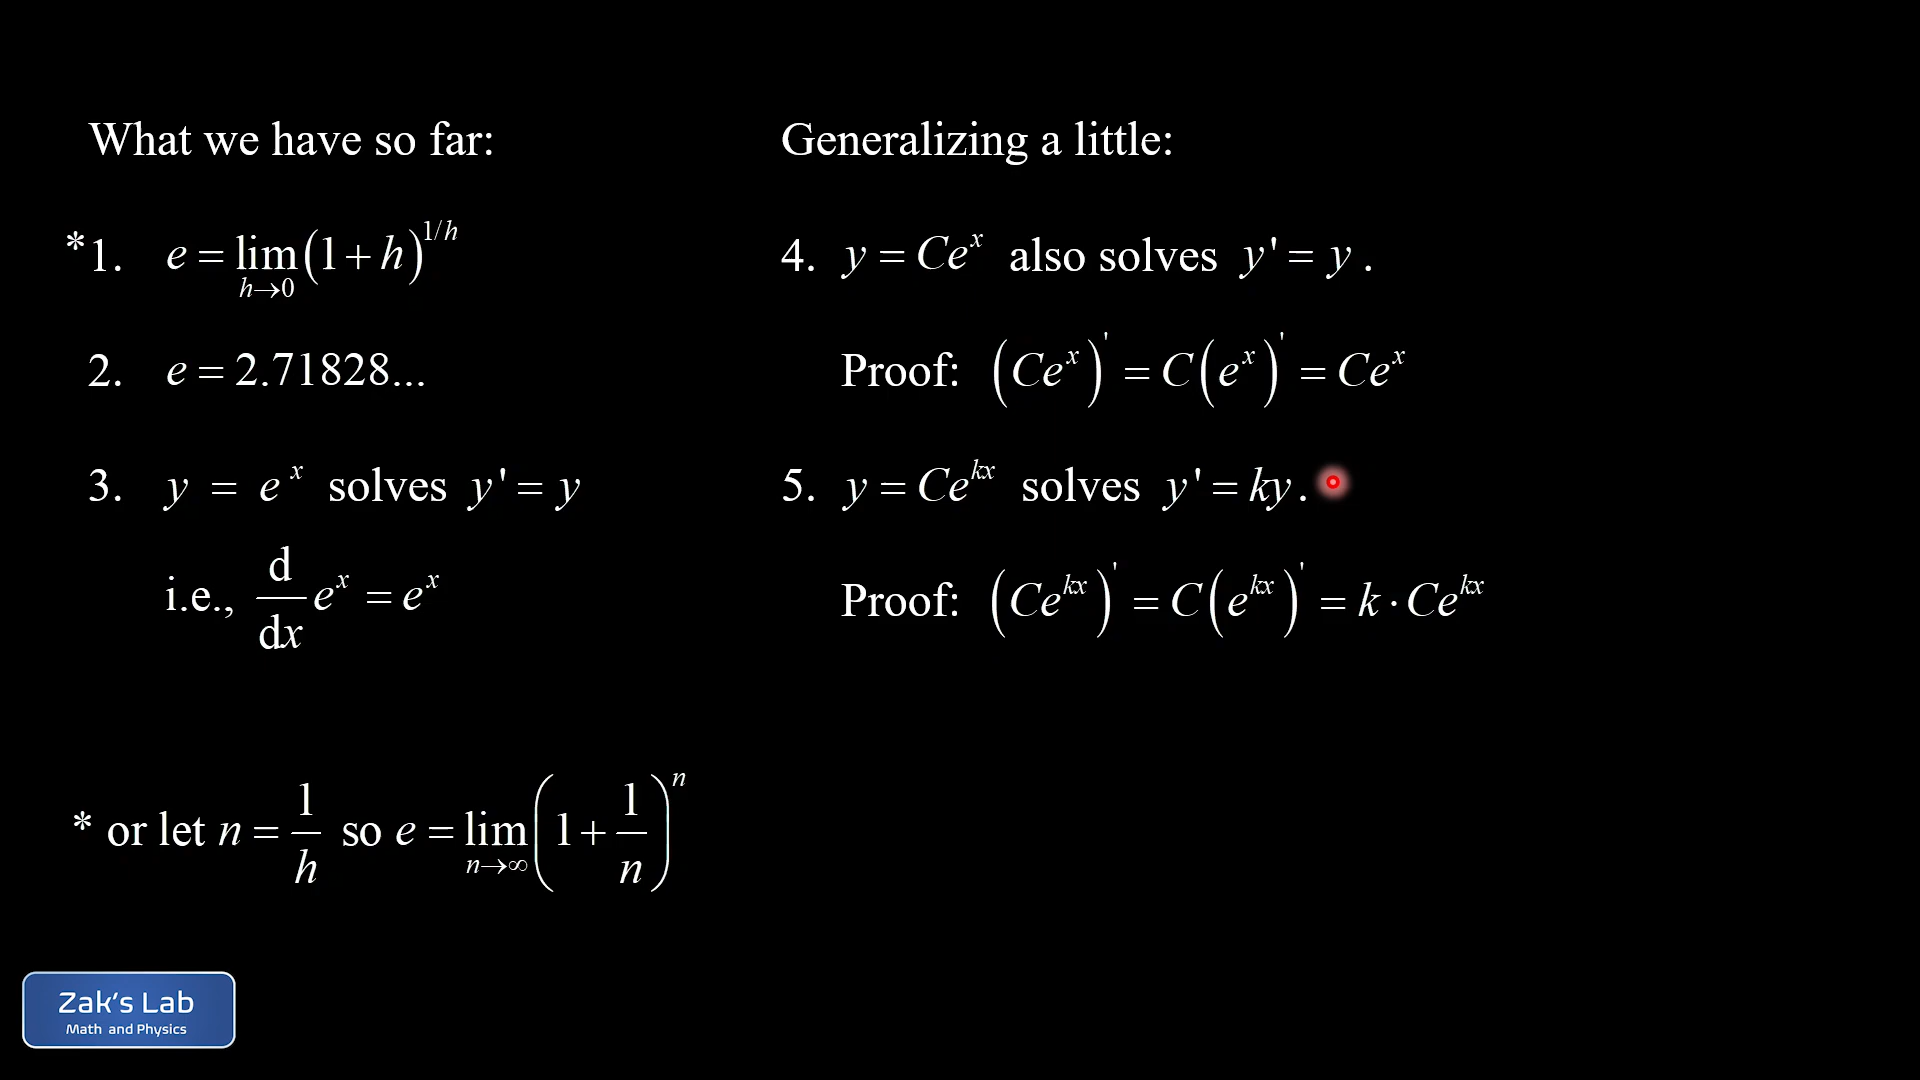 What we have so far:
*1. e = lim_{h→0} (1 + h)^{1/h}
2. e = 2.71828...
3. y = e^x solves y' = y
i.e., d/dx e^x = e^x
* or let n = 1/h so e = lim_{n→∞} (1 + 1/n)^n
Generalizing a little:
4. y = Ce^x also solves y' = y .
Proof: (Ce^x)' = C(e^x)' = Ce^x
5. y = Ce^{kx} solves y' = ky .
Proof: (Ce^{kx})' = C(e^{kx})' = k · Ce^{kx}
Zak's Lab
Math and Physics